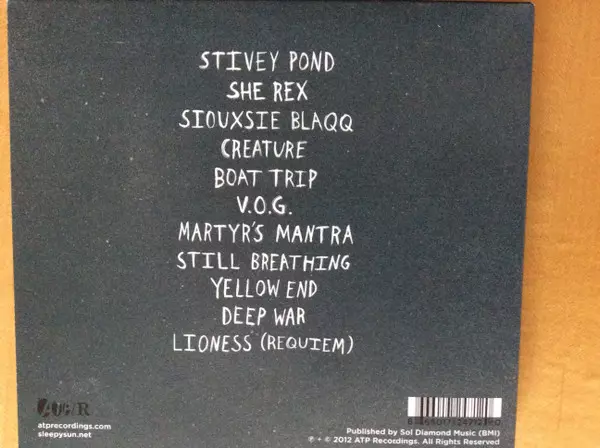 STIVEY POND
SHE REX
SIOUXSIE BLAQQ
CREATURE
BOAT TRIP
V.O.G.
MARTYR'S MANTRA
STILL BREATHING
YELLOW END
DEEP WAR
LIONESS (REQUIEM)
ATP/R
atprecordings.com
sleepysun.net
Published by Sol Diamond Music (BMI)
℗ + © 2012 ATP Recordings. All Rights Reserved